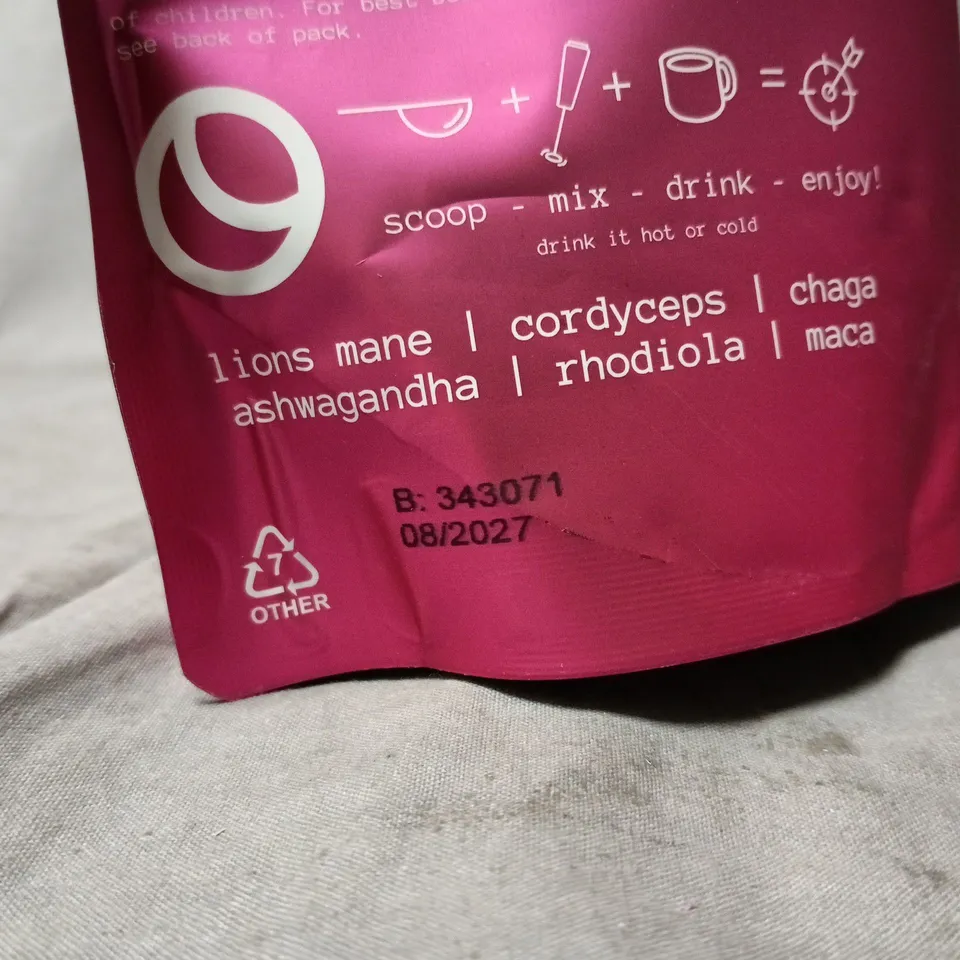 of children. For best
see back of pack.
+ + =
scoop - mix - drink - enjoy!
drink it hot or cold
lions mane | cordyceps | chaga
ashwagandha | rhodiola | maca
B: 343071
08/2027
7
OTHER